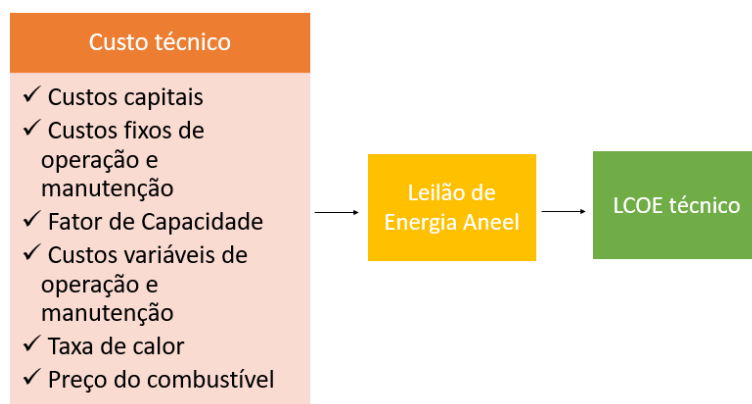 Custo técnico
✓ Custos capitais
✓ Custos fixos de
operação e
manutenção
✓ Fator de Capacidade
✓ Custos variáveis de
operação e
manutenção
✓ Taxa de calor
✓ Preço do combustível
Leilão de
Energia Aneel
LCOE técnico